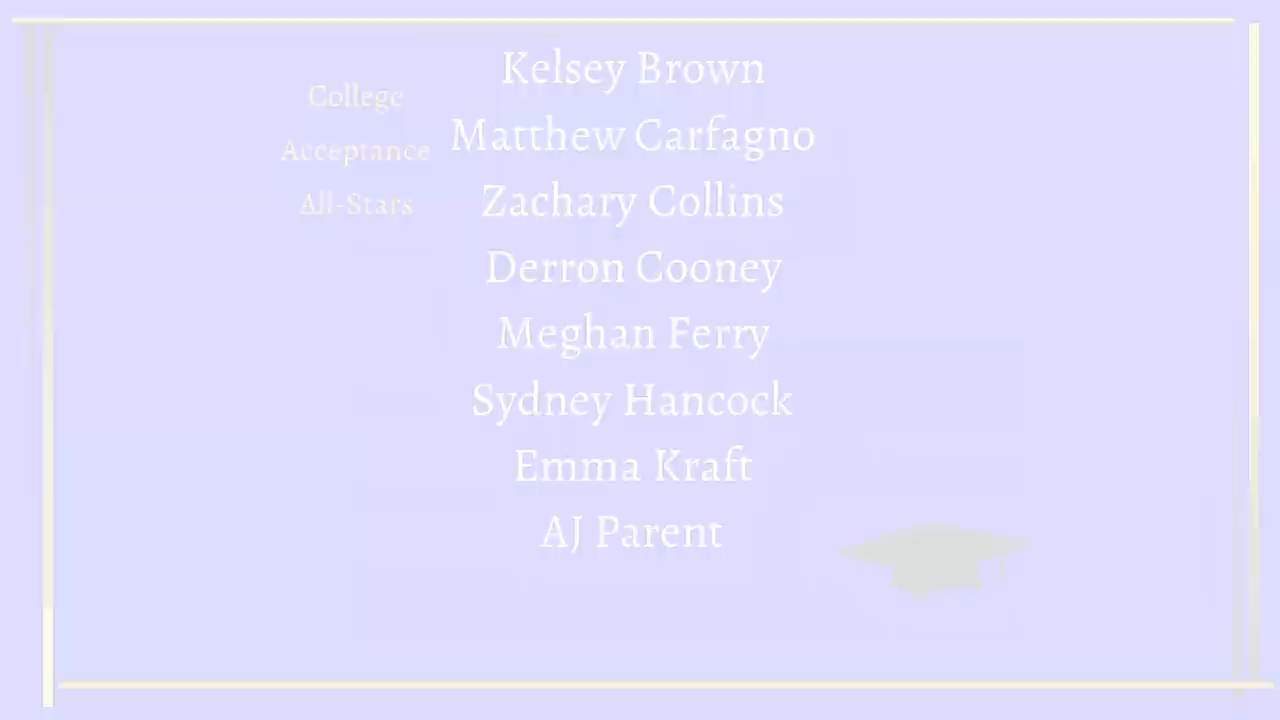 College
Acceptance
All-Stars
Kelsey Brown
Matthew Carfagno
Zachary Collins
Derron Cooney
Meghan Ferry
Sydney Hancock
Emma Kraft
AJ Parent